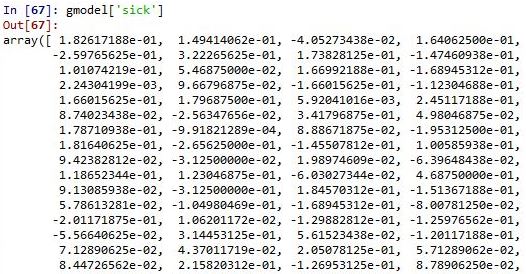 In [67]: gmodel['sick']
Out[67]:
array([ 1.82617188e-01, 1.49414062e-01, -4.05273438e-02, 1.64062500e-01,
-2.59765625e-01, 3.22265625e-01, 1.73828125e-01, -1.47460938e-01,
1.01074219e-01, 5.46875000e-02, 1.66992188e-01, -1.68945312e-01,
2.24304199e-03, 9.66796875e-02, -1.66015625e-01, -1.12304688e-01,
1.66015625e-01, 1.79687500e-01, 5.92041016e-03, 2.45117188e-01,
8.74023438e-02, -2.56347656e-02, 3.41796875e-01, 4.98046875e-02,
1.78710938e-01, -9.91821289e-04, 8.88671875e-02, -1.95312500e-01,
1.81640625e-01, -2.65625000e-01, -1.45507812e-01, 1.00585938e-01,
9.42382812e-02, -3.12500000e-02, 1.98974609e-02, -6.39648438e-02,
1.18652344e-01, 1.23046875e-01, -6.03027344e-02, 4.68750000e-01,
9.13085938e-02, -3.12500000e-01, 1.84570312e-01, -1.51367188e-01,
5.78613281e-02, -1.04980469e-01, -1.68945312e-01, -8.00781250e-02,
-2.01171875e-01, 1.06201172e-02, -1.29882812e-01, -1.25976562e-01,
-5.56640625e-02, 3.14453125e-01, 5.61523438e-02, -1.20117188e-01,
7.12890625e-02, 4.37011719e-02, 2.05078125e-01, 5.71289062e-02,
8.44726562e-02, 2.15820312e-01, -1.26953125e-01, 8.78906250e-02,